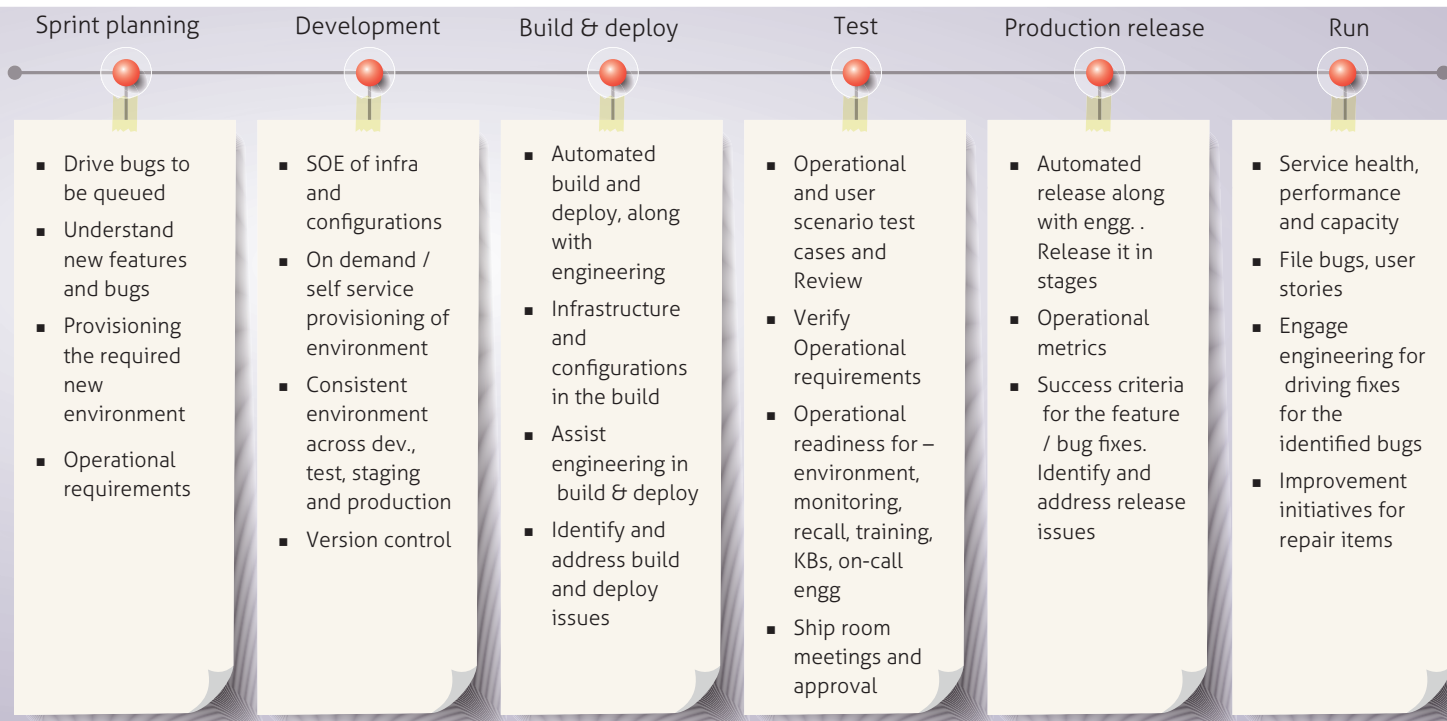 Sprint planning
Development
Build & deploy
Test
Production release
Run
▪ Drive bugs to
be queued
▪ Understand
new features
and bugs
▪ Provisioning
the required
new
environment
▪ Operational
requirements
▪ SOE of infra
and
configurations
▪ On demand /
self service
provisioning of
environment
▪ Consistent
environment
across dev.,
test, staging
and production
▪ Version control
▪ Automated
build and
deploy, along
with
engineering
▪ Infrastructure
and
configurations
in the build
▪ Assist
engineering in
build & deploy
▪ Identify and
address build
and deploy
issues
▪ Operational
and user
scenario test
cases and
Review
▪ Verify
Operational
requirements
▪ Operational
readiness for –
environment,
monitoring,
recall, training,
KBs, on-call
engg
▪ Ship room
meetings and
approval
▪ Automated
release along
with engg. .
Release it in
stages
▪ Operational
metrics
▪ Success criteria
for the feature
/ bug fixes.
Identify and
address release
issues
▪ Service health,
performance
and capacity
▪ File bugs, user
stories
▪ Engage
engineering for
driving fixes
for the
identified bugs
▪ Improvement
initiatives for
repair items